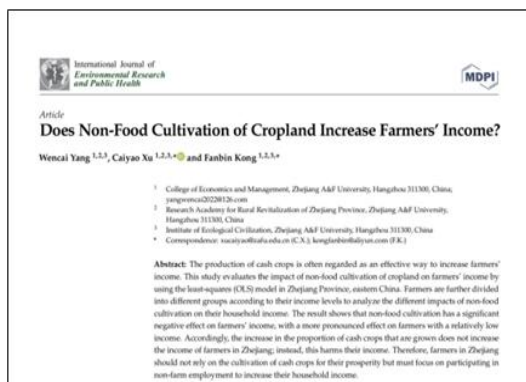 International Journal of
Environmental Research
and Public Health
MDPI
Article
Does Non-Food Cultivation of Cropland Increase Farmers' Income?
Wencai Yang 1,2,3, Caiyao Xu 1,2,3,* and Fanbin Kong 1,2,3,*
1 College of Economics and Management, Zhejiang A&F University, Hangzhou 311300, China;
yangwencai2022@126.com
2 Research Academy for Rural Revitalization of Zhejiang Province, Zhejiang A&F University,
Hangzhou 311300, China
3 Institute of Ecological Civilization, Zhejiang A&F University, Hangzhou 311300, China
* Correspondence: xucaiyao@zafu.edu.cn (C.X.); kongfanbin@aliyun.com (F.K.)
Abstract: The production of cash crops is often regarded as an effective way to increase farmers'
income. This study evaluates the impact of non-food cultivation of cropland on farmers' income by
using the least-squares (OLS) model in Zhejiang Province, eastern China. Farmers are further divided
into different groups according to their income levels to analyze the different impacts of non-food
cultivation on their household income. The result shows that non-food cultivation has a significant
negative effect on farmers' income, with a more pronounced effect on farmers with a relatively low
income. Accordingly, the increase in the proportion of cash crops that are grown does not increase
the income of farmers in Zhejiang; instead, this harms their income. Therefore, farmers in Zhejiang
should not rely on the cultivation of cash crops for their prosperity but must focus on participating in
non-farm employment to increase their household income.